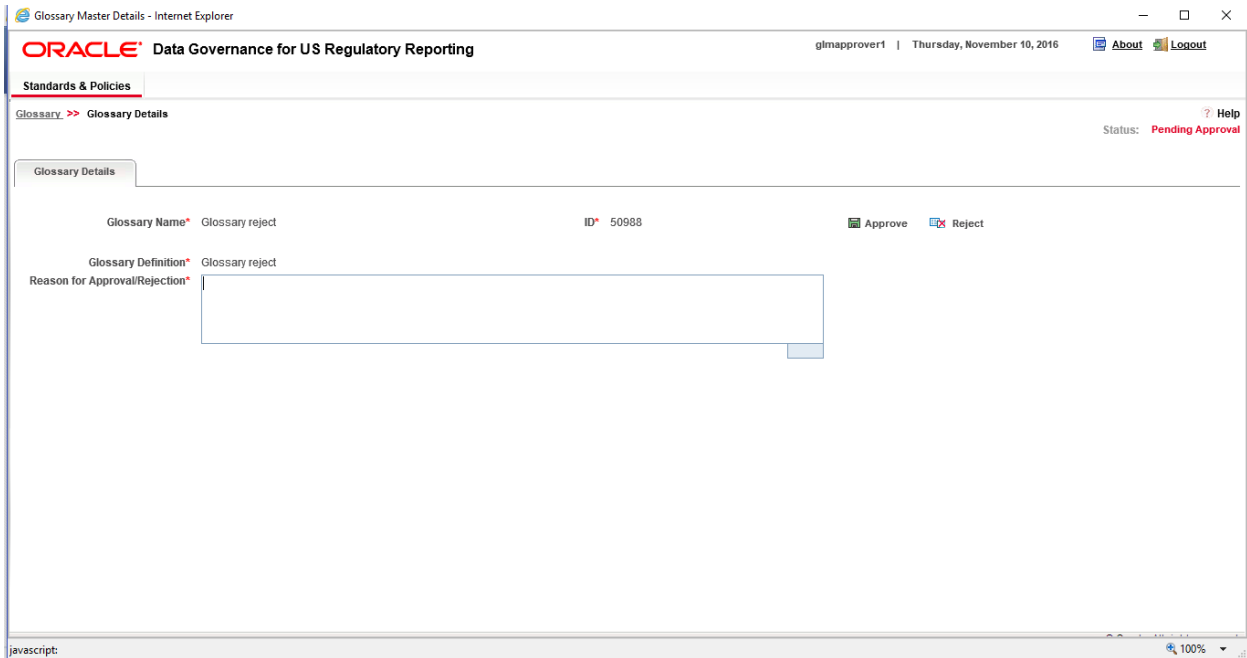 Glossary Master Details - Internet Explorer
ORACLE® Data Governance for US Regulatory Reporting
glmapprover1 | Thursday, November 10, 2016 About Logout
Standards & Policies
Glossary >> Glossary Details
? Help
Status: Pending Approval
Glossary Details
Glossary Name* Glossary reject ID* 50988 Approve Reject
Glossary Definition* Glossary reject
Reason for Approval/Rejection*
javascript: 100%